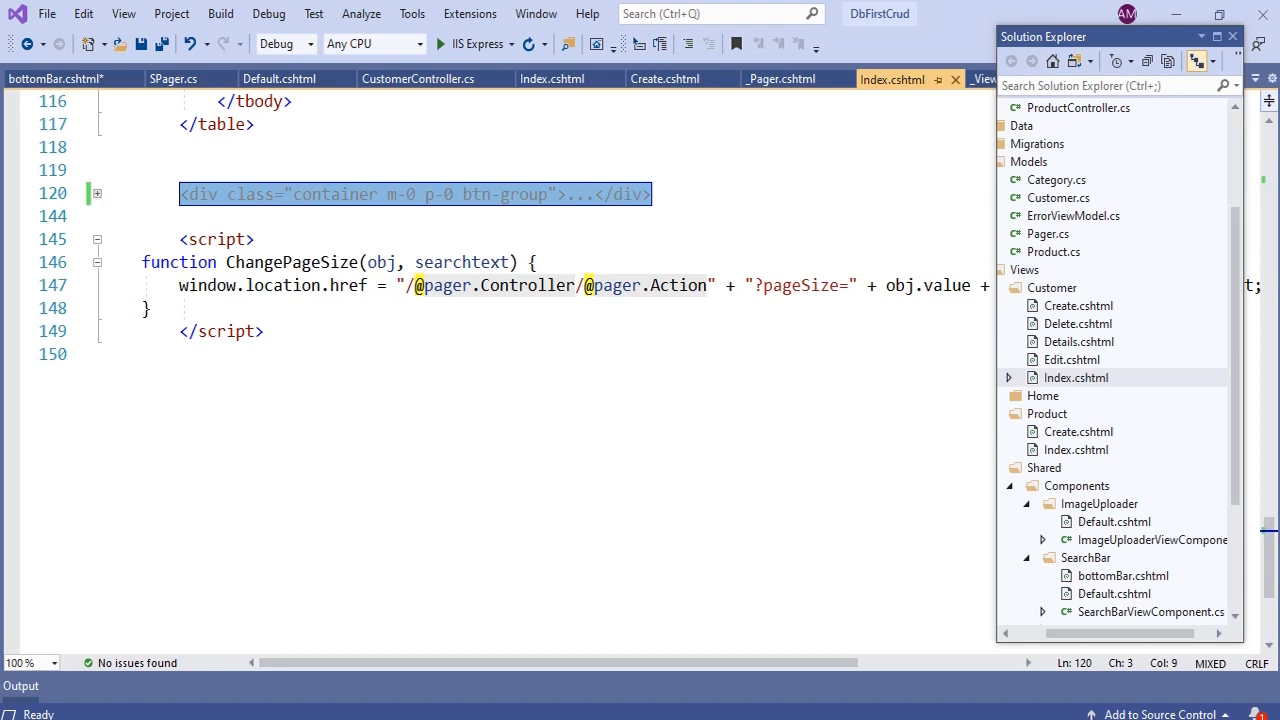 File Edit View Project Build Debug Test Analyze Tools Extensions Window Help Search (Ctrl+Q) DbFirstCrud AM
Debug Any CPU IIS Express
bottomBar.cshtml* SPager.cs Default.cshtml CustomerController.cs Index.cshtml Create.cshtml _Pager.cshtml Index.cshtml _View
116 </tbody>
117 </table>
118
119
120 <div class="container m-0 p-0 btn-group">...</div>
144
145 <script>
146 function ChangePageSize(obj, searchtext) {
147 window.location.href = "/@pager.Controller/@pager.Action" + "?pageSize=" + obj.value + t;
148 }
149 </script>
150
Solution Explorer
Search Solution Explorer (Ctrl+;)
C# ProductController.cs
Data
Migrations
Models
C# Category.cs
C# Customer.cs
C# ErrorViewModel.cs
C# Pager.cs
C# Product.cs
Views
Customer
Create.cshtml
Delete.cshtml
Details.cshtml
Edit.cshtml
Index.cshtml
Home
Product
Create.cshtml
Index.cshtml
Shared
Components
ImageUploader
Default.cshtml
C# ImageUploaderViewCompone
SearchBar
bottomBar.cshtml
Default.cshtml
C# SearchBarViewComponent.cs
100 % No issues found Ln: 120 Ch: 3 Col: 9 MIXED CRLF
Output
Ready Add to Source Control 1